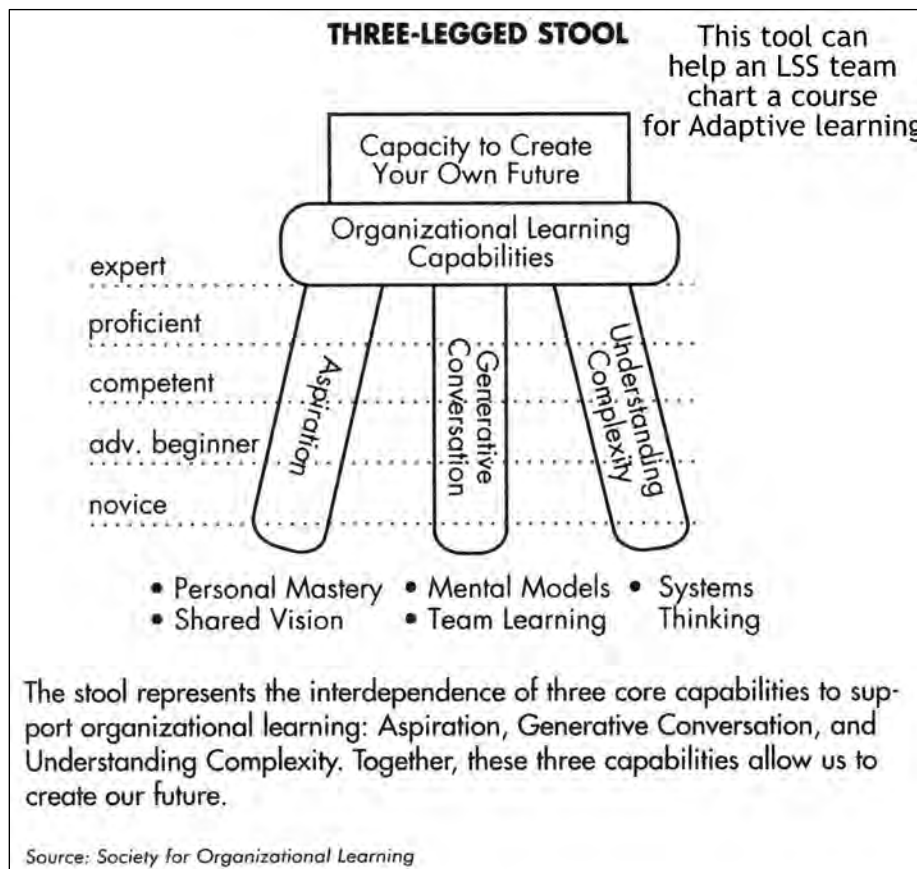 THREE-LEGGED STOOL
This tool can
help an LSS team
chart a course
for Adaptive learning
Capacity to Create
Your Own Future
Organizational Learning
Capabilities
expert
proficient
competent
adv. beginner
novice
Aspiration
Generative
Conversation
Understanding
Complexity
• Personal Mastery
• Shared Vision
• Mental Models
• Team Learning
• Systems
Thinking
The stool represents the interdependence of three core capabilities to sup-
port organizational learning: Aspiration, Generative Conversation, and
Understanding Complexity. Together, these three capabilities allow us to
create our future.
Source: Society for Organizational Learning